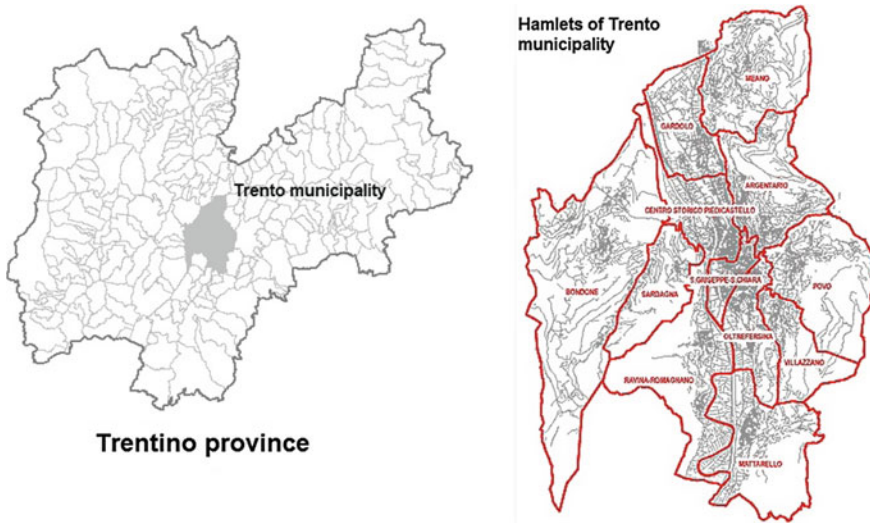 Trento municipality
Trentino province
Hamlets of Trento
municipality
MEANO
GARDOLO
ARGENTARIO
CENTRO STORICO PIEDICASTELLO
S.GIUSEPPE-S.CHIARA
POVO
BONDONE
SARDAGNA
OLTREFERSINA
VILLAZZANO
RAVINA-ROMAGNANO
MATTARELLO